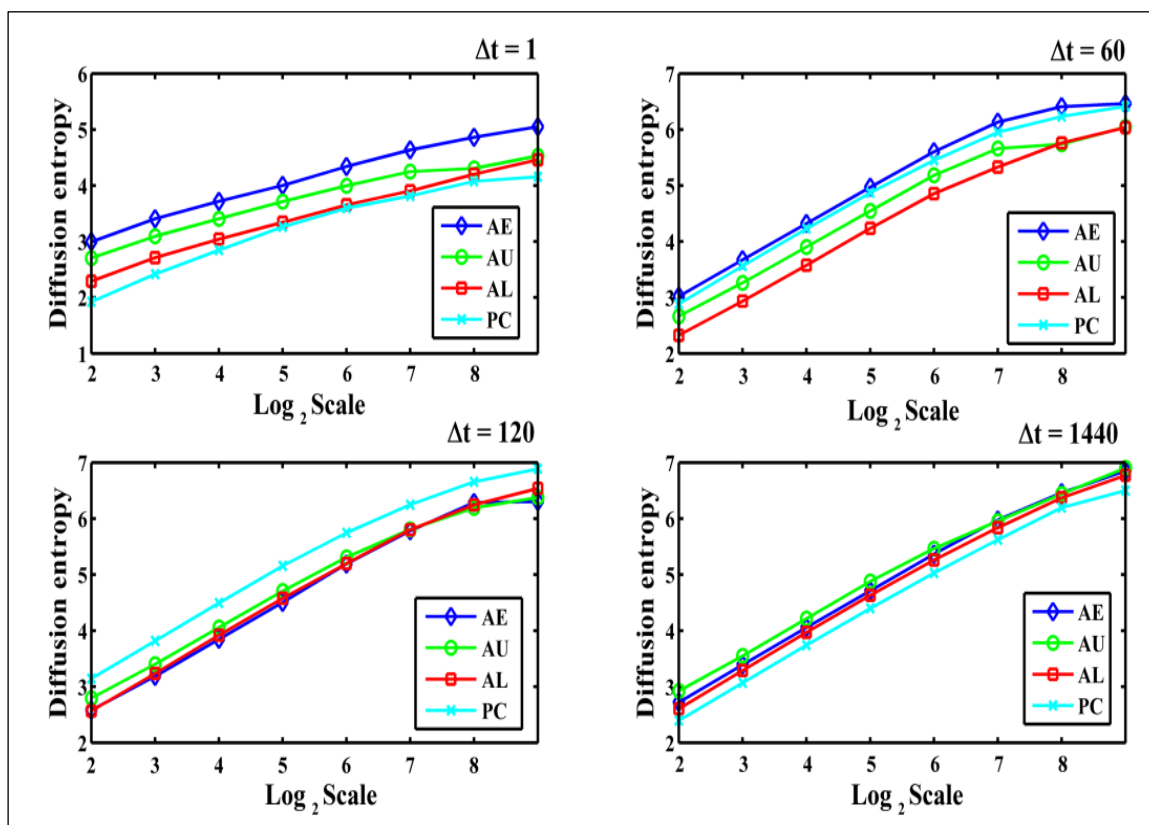 Δt = 1
Diffusion entropy
6
5
4
3
2
1
AE
AU
AL
PC
2 3 4 5 6 7 8
Log 2 Scale
Δt = 60
Diffusion entropy
7
6
5
4
3
2
AE
AU
AL
PC
2 3 4 5 6 7 8
Log 2 Scale
Δt = 120
Diffusion entropy
7
6
5
4
3
2
AE
AU
AL
PC
2 3 4 5 6 7 8
Log 2 Scale
Δt = 1440
Diffusion entropy
7
6
5
4
3
2
AE
AU
AL
PC
2 3 4 5 6 7 8
Log 2 Scale